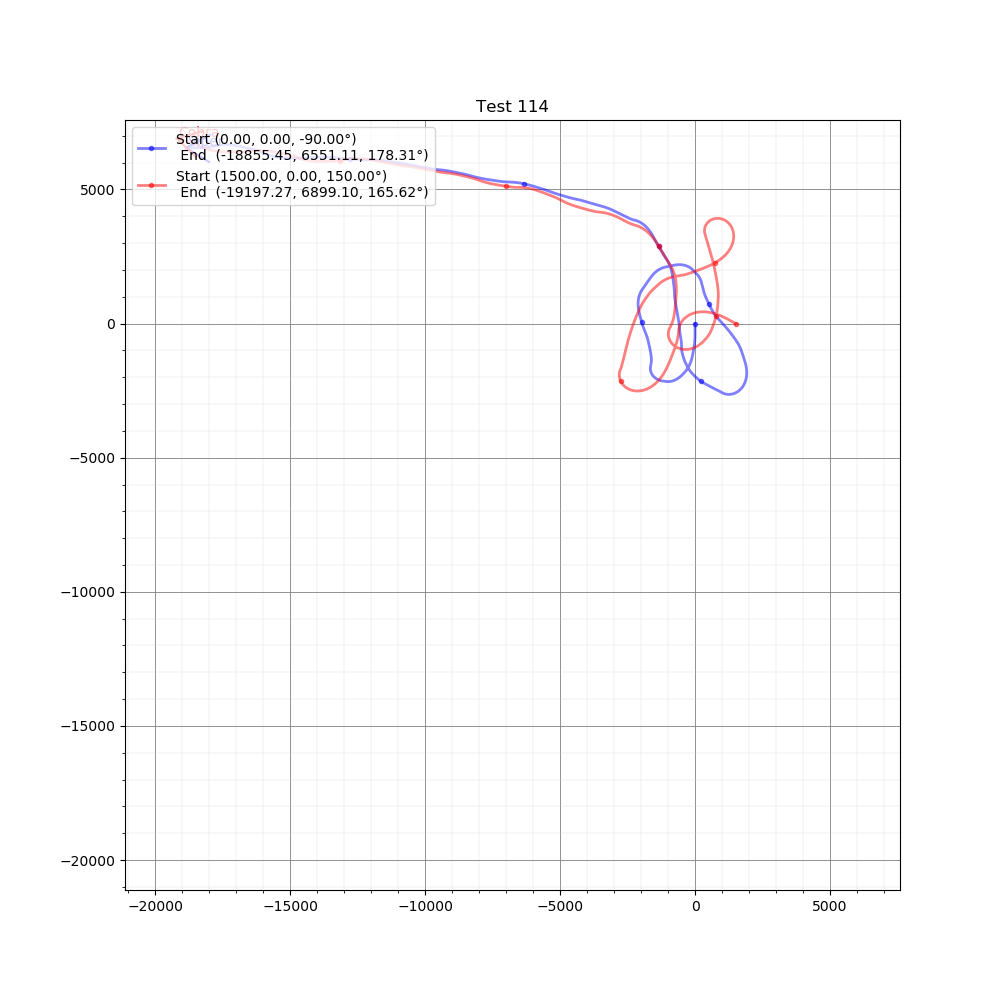 Test 114
Start (0.00, 0.00, -90.00°)
End (-18855.45, 6551.11, 178.31°)
Start (1500.00, 0.00, 150.00°)
End (-19197.27, 6899.10, 165.62°)
5000
0
−5000
−10000
−15000
−20000
−20000
−15000
−10000
−5000
0
5000